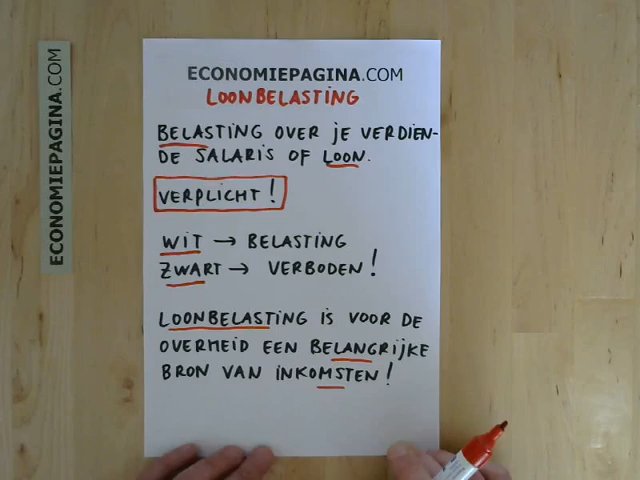 ECONOMIEPAGINA.COM
ECONOMIEPAGINA.COM
LOONBELASTING
BELASTING OVER JE VERDIEN-
DE SALARIS OF LOON.
VERPLICHT!
WIT → BELASTING
ZWART → VERBODEN!
LOONBELASTING IS VOOR DE
OVERHEID EEN BELANGRIJKE
BRON VAN INKOMSTEN!